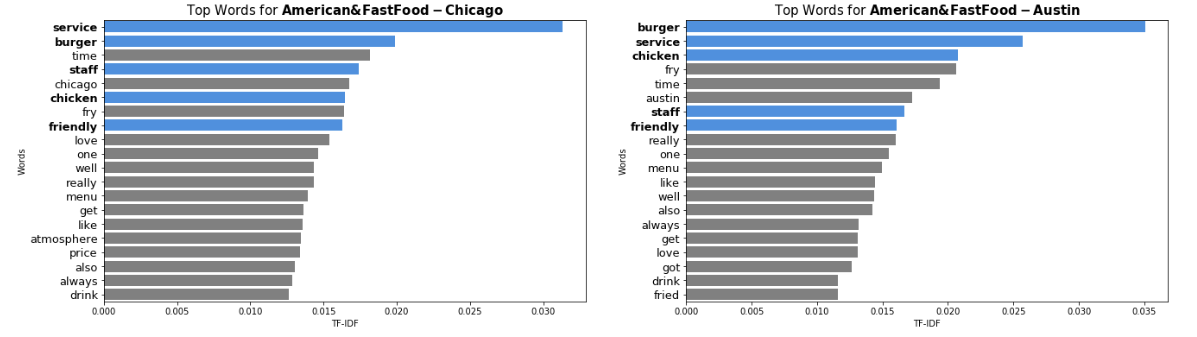 Top Words for American&FastFood − Chicago
service
burger
time
staff
chicago
chicken
fry
friendly
love
one
well
really
menu
get
like
atmosphere
price
also
always
drink
Words
0.000 0.005 0.010 0.015 0.020 0.025 0.030
TF-IDF
Top Words for American&FastFood − Austin
burger
service
chicken
fry
time
austin
staff
friendly
really
one
menu
like
well
also
always
get
love
got
drink
fried
Words
0.000 0.005 0.010 0.015 0.020 0.025 0.030 0.035
TF-IDF